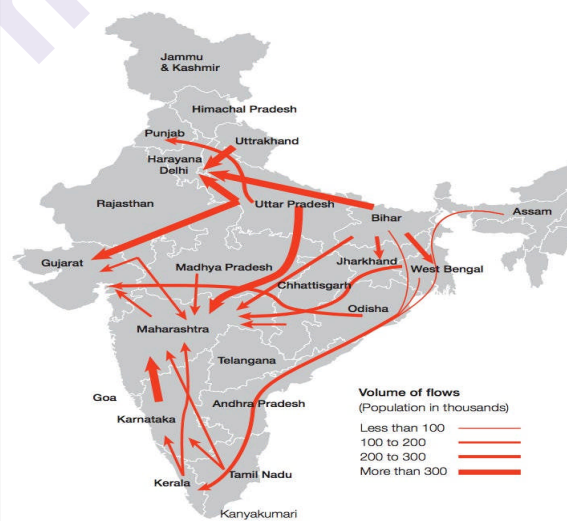 Jammu
& Kashmir
Himachal Pradesh
Punjab
Uttrakhand
Harayana
Delhi
Rajasthan
Uttar Pradesh
Bihar
Assam
Gujarat
Madhya Pradesh
Jharkhand
West Bengal
Chhattisgarh
Odisha
Maharashtra
Telangana
Goa
Karnataka
Andhra Pradesh
Kerala
Tamil Nadu
Kanyakumari
Volume of flows
(Population in thousands)
Less than 100
100 to 200
200 to 300
More than 300